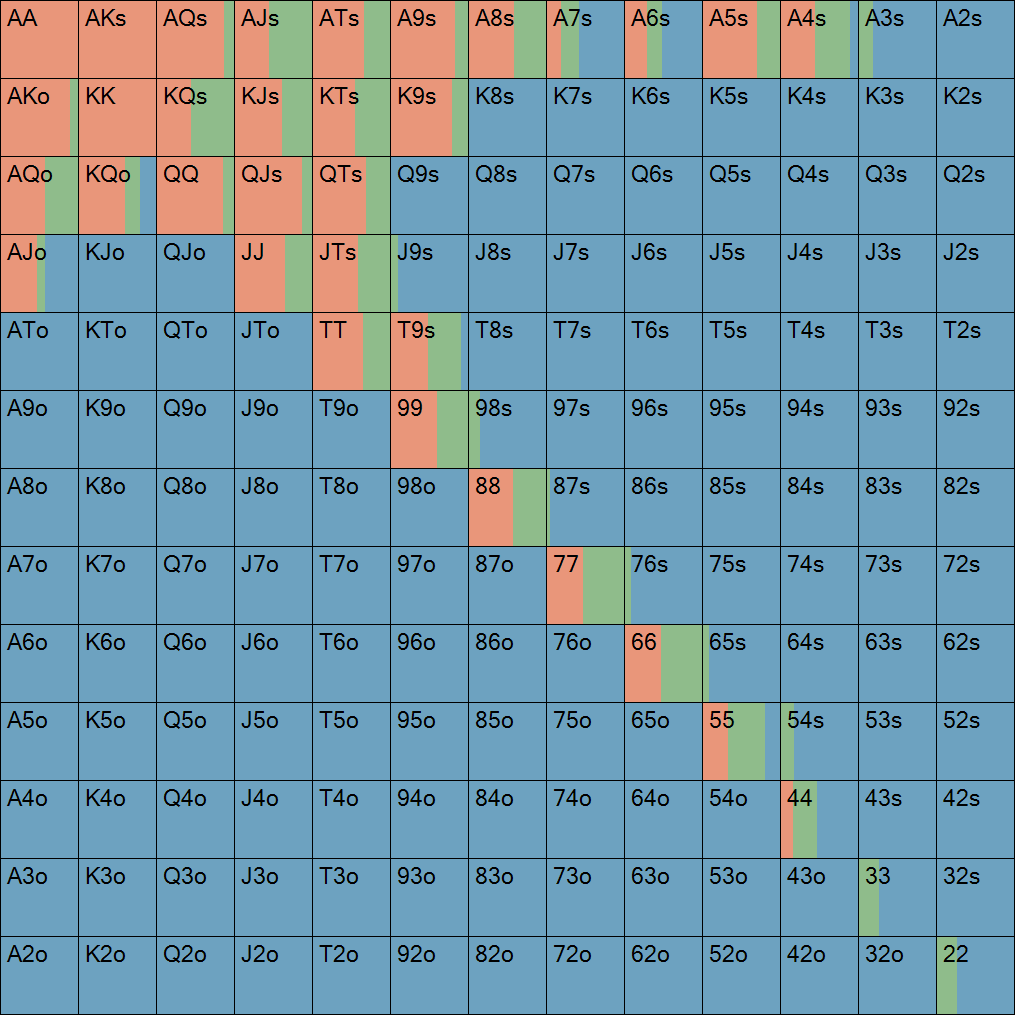 AA AKs AQs AJs ATs A9s A8s A7s A6s A5s A4s A3s A2s
AKo KK KQs KJs KTs K9s K8s K7s K6s K5s K4s K3s K2s
AQo KQo QQ QJs QTs Q9s Q8s Q7s Q6s Q5s Q4s Q3s Q2s
AJo KJo QJo JJ JTs J9s J8s J7s J6s J5s J4s J3s J2s
ATo KTo QTo JTo TT T9s T8s T7s T6s T5s T4s T3s T2s
A9o K9o Q9o J9o T9o 99 98s 97s 96s 95s 94s 93s 92s
A8o K8o Q8o J8o T8o 98o 88 87s 86s 85s 84s 83s 82s
A7o K7o Q7o J7o T7o 97o 87o 77 76s 75s 74s 73s 72s
A6o K6o Q6o J6o T6o 96o 86o 76o 66 65s 64s 63s 62s
A5o K5o Q5o J5o T5o 95o 85o 75o 65o 55 54s 53s 52s
A4o K4o Q4o J4o T4o 94o 84o 74o 64o 54o 44 43s 42s
A3o K3o Q3o J3o T3o 93o 83o 73o 63o 53o 43o 33 32s
A2o K2o Q2o J2o T2o 92o 82o 72o 62o 52o 42o 32o 22